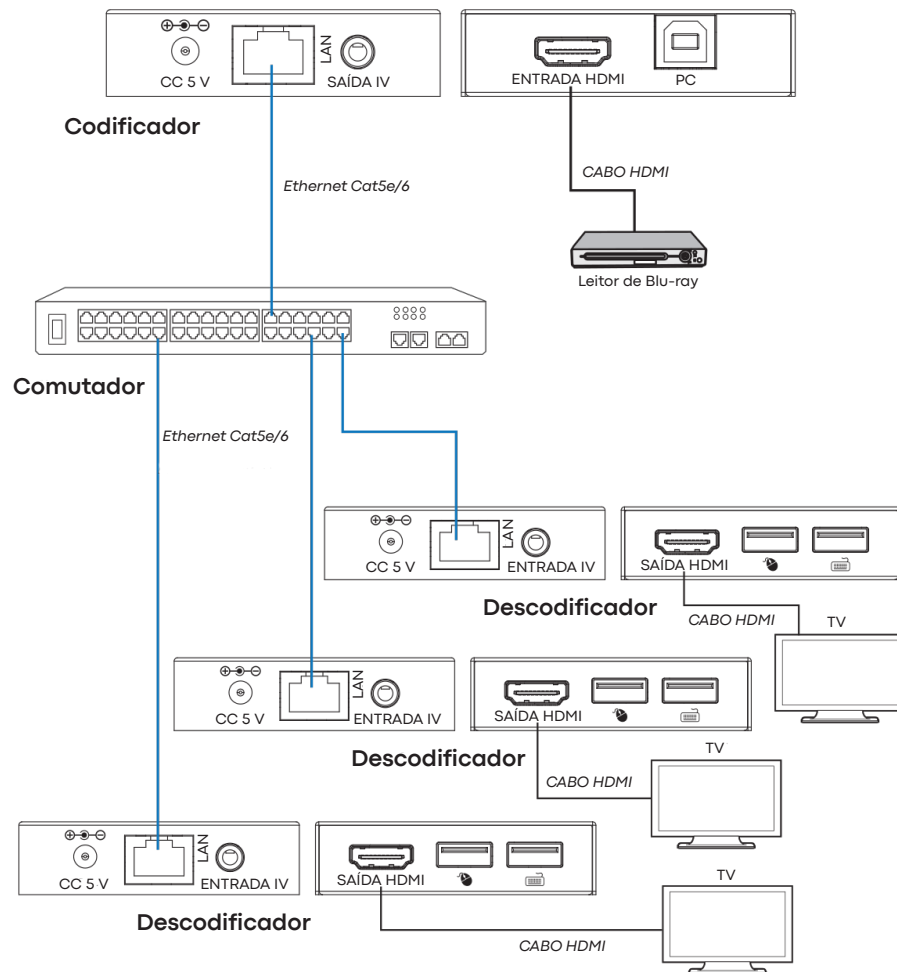 LAN
CC 5 V
SAÍDA IV
ENTRADA HDMI
PC
Codificador
CABO HDMI
Ethernet Cat5e/6
Leitor de Blu-ray
Comutador
Ethernet Cat5e/6
LAN
CC 5 V
ENTRADA IV
SAÍDA HDMI
Descodificador
CABO HDMI
TV
LAN
CC 5 V
ENTRADA IV
SAÍDA HDMI
Descodificador
TV
CABO HDMI
LAN
CC 5 V
ENTRADA IV
SAÍDA HDMI
TV
Descodificador
CABO HDMI